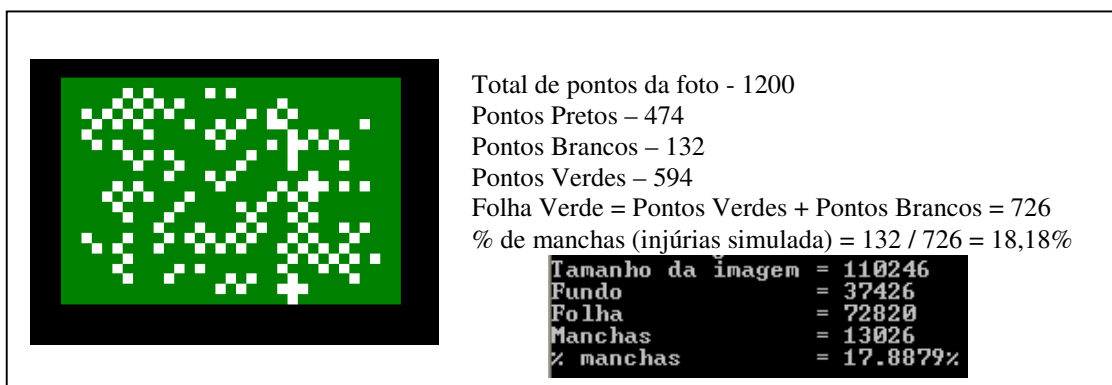 Total de pontos da foto - 1200
Pontos Pretos – 474
Pontos Brancos – 132
Pontos Verdes – 594
Folha Verde = Pontos Verdes + Pontos Brancos = 726
% de manchas (injúrias simulada) = 132 / 726 = 18,18%
Tamanho da imagem = 110246
Fundo = 37426
Folha = 72820
Manchas = 13026
% manchas = 17.8879%